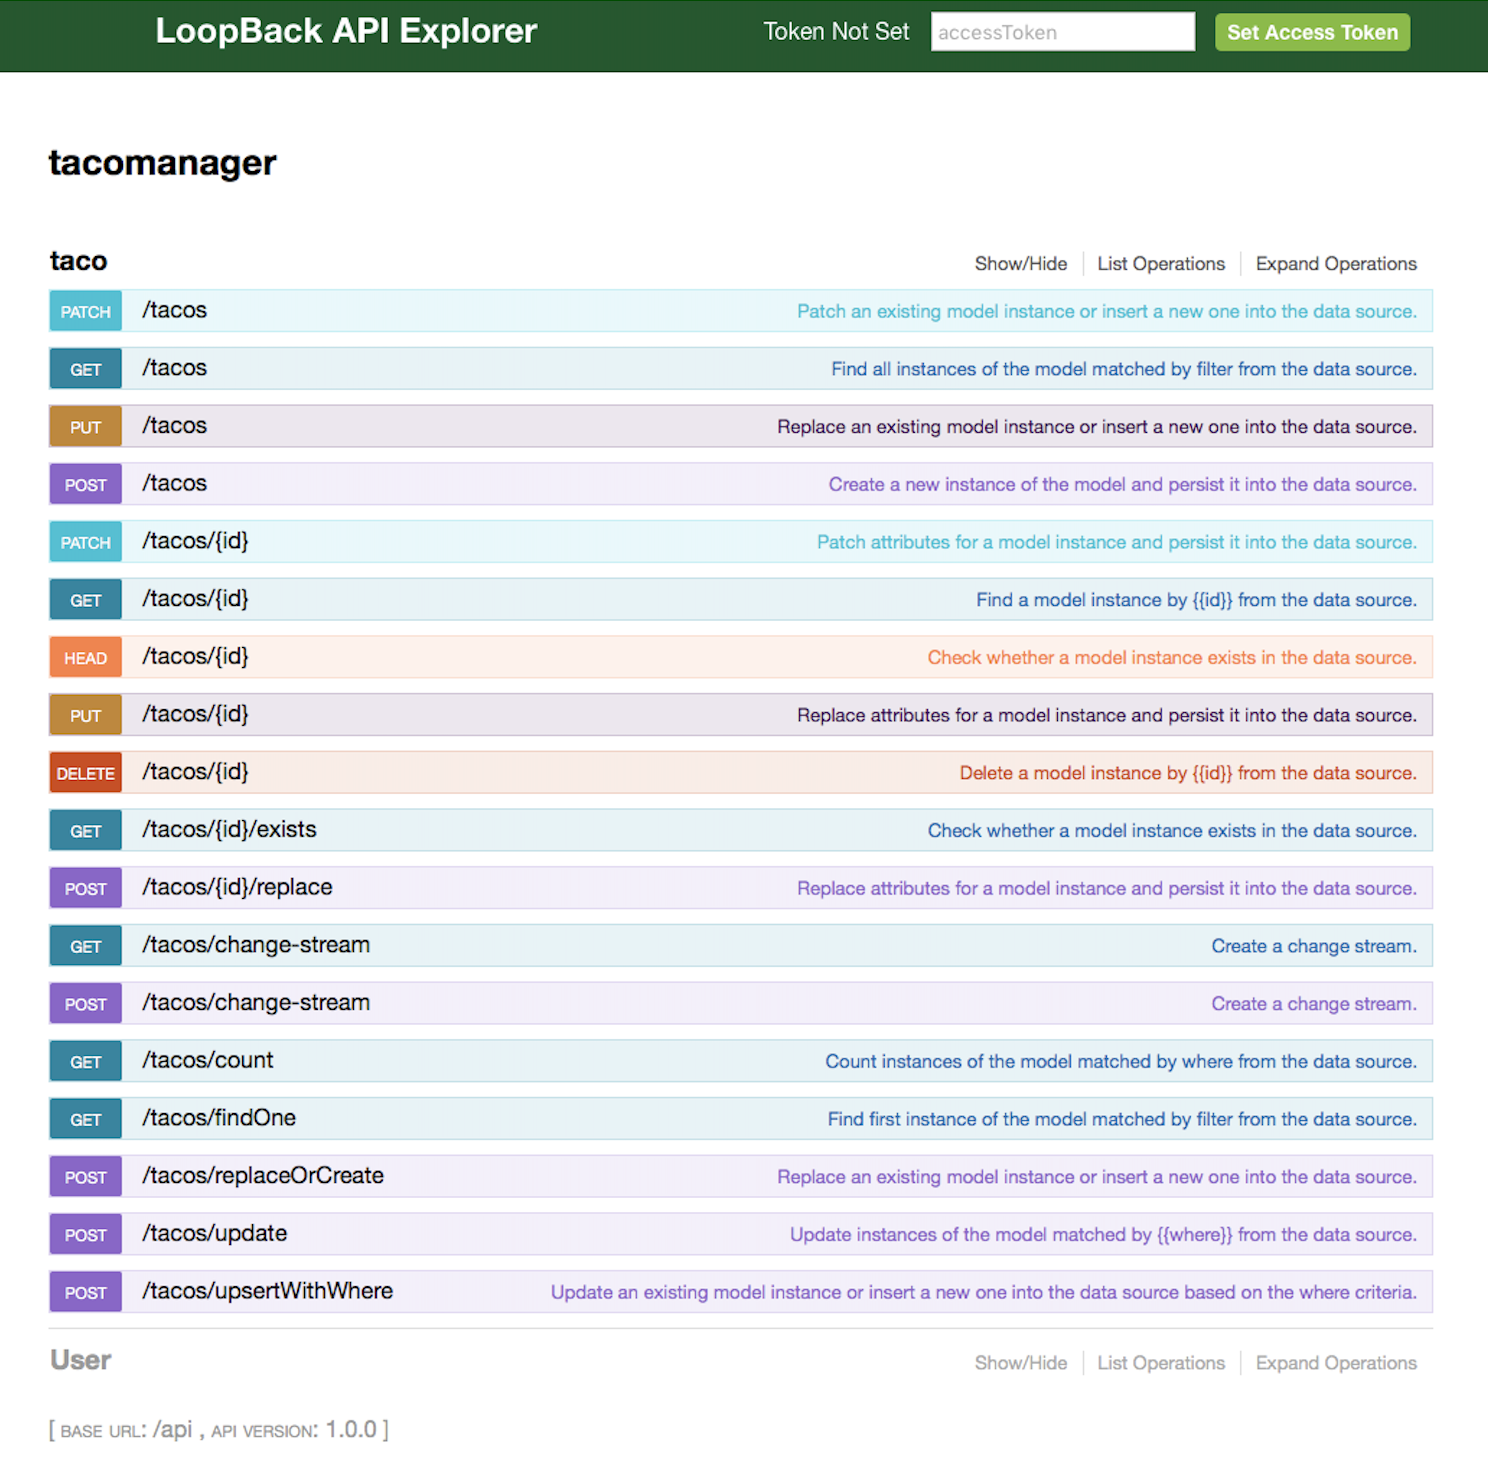 LoopBack API Explorer Token Not Set accessToken Set Access Token
tacomanager
taco Show/Hide List Operations Expand Operations
PATCH /tacos Patch an existing model instance or insert a new one into the data source.
GET /tacos Find all instances of the model matched by filter from the data source.
PUT /tacos Replace an existing model instance or insert a new one into the data source.
POST /tacos Create a new instance of the model and persist it into the data source.
PATCH /tacos/{id} Patch attributes for a model instance and persist it into the data source.
GET /tacos/{id} Find a model instance by {{id}} from the data source.
HEAD /tacos/{id} Check whether a model instance exists in the data source.
PUT /tacos/{id} Replace attributes for a model instance and persist it into the data source.
DELETE /tacos/{id} Delete a model instance by {{id}} from the data source.
GET /tacos/{id}/exists Check whether a model instance exists in the data source.
POST /tacos/{id}/replace Replace attributes for a model instance and persist it into the data source.
GET /tacos/change-stream Create a change stream.
POST /tacos/change-stream Create a change stream.
GET /tacos/count Count instances of the model matched by where from the data source.
GET /tacos/findOne Find first instance of the model matched by filter from the data source.
POST /tacos/replaceOrCreate Replace an existing model instance or insert a new one into the data source.
POST /tacos/update Update instances of the model matched by {{where}} from the data source.
POST /tacos/upsertWithWhere Update an existing model instance or insert a new one into the data source based on the where criteria.
User Show/Hide List Operations Expand Operations
[ BASE URL: /api , API VERSION: 1.0.0 ]